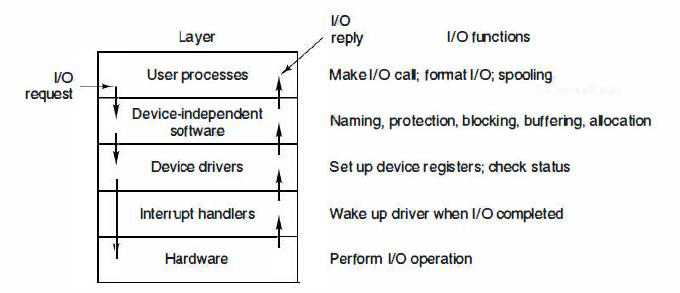 I/O
reply
Layer
I/O functions
I/O
request
User processes
Make I/O call; format I/O; spooling
Device-independent
software
Naming, protection, blocking, buffering, allocation
Device drivers
Set up device registers; check status
Interrupt handlers
Wake up driver when I/O completed
Hardware
Perform I/O operation